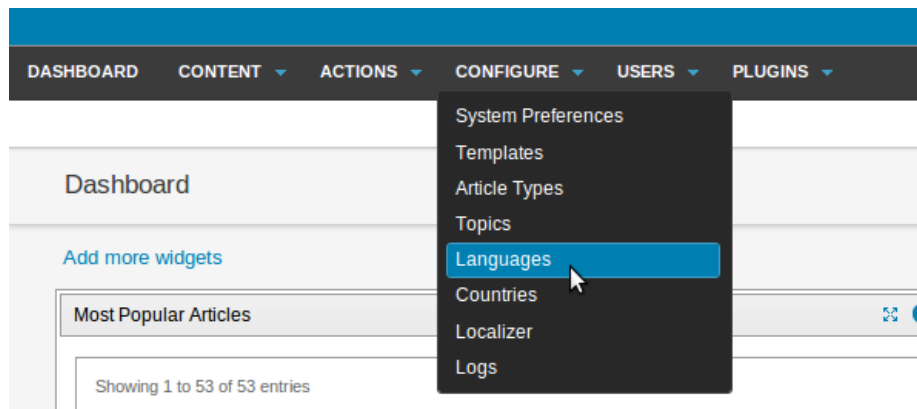 DASHBOARD CONTENT ACTIONS CONFIGURE USERS PLUGINS
System Preferences
Templates
Article Types
Topics
Languages
Countries
Localizer
Logs
Dashboard
Add more widgets
Most Popular Articles
Showing 1 to 53 of 53 entries